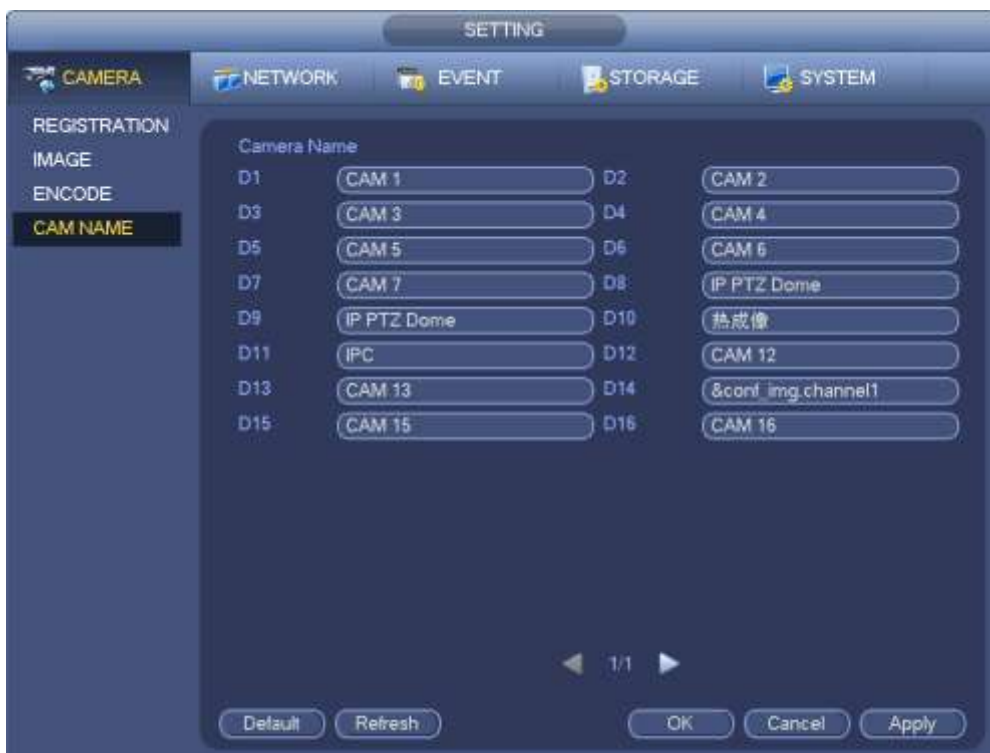 SETTING
CAMERA NETWORK EVENT STORAGE SYSTEM
REGISTRATION
IMAGE
ENCODE
CAM NAME
Camera Name
D1 CAM 1 D2 CAM 2
D3 CAM 3 D4 CAM 4
D5 CAM 5 D6 CAM 6
D7 CAM 7 D8 IP PTZ Dome
D9 IP PTZ Dome D10 热成像
D11 IPC D12 CAM 12
D13 CAM 13 D14 &conf_img.channel1
D15 CAM 15 D16 CAM 16
1/1
Default Refresh OK Cancel Apply